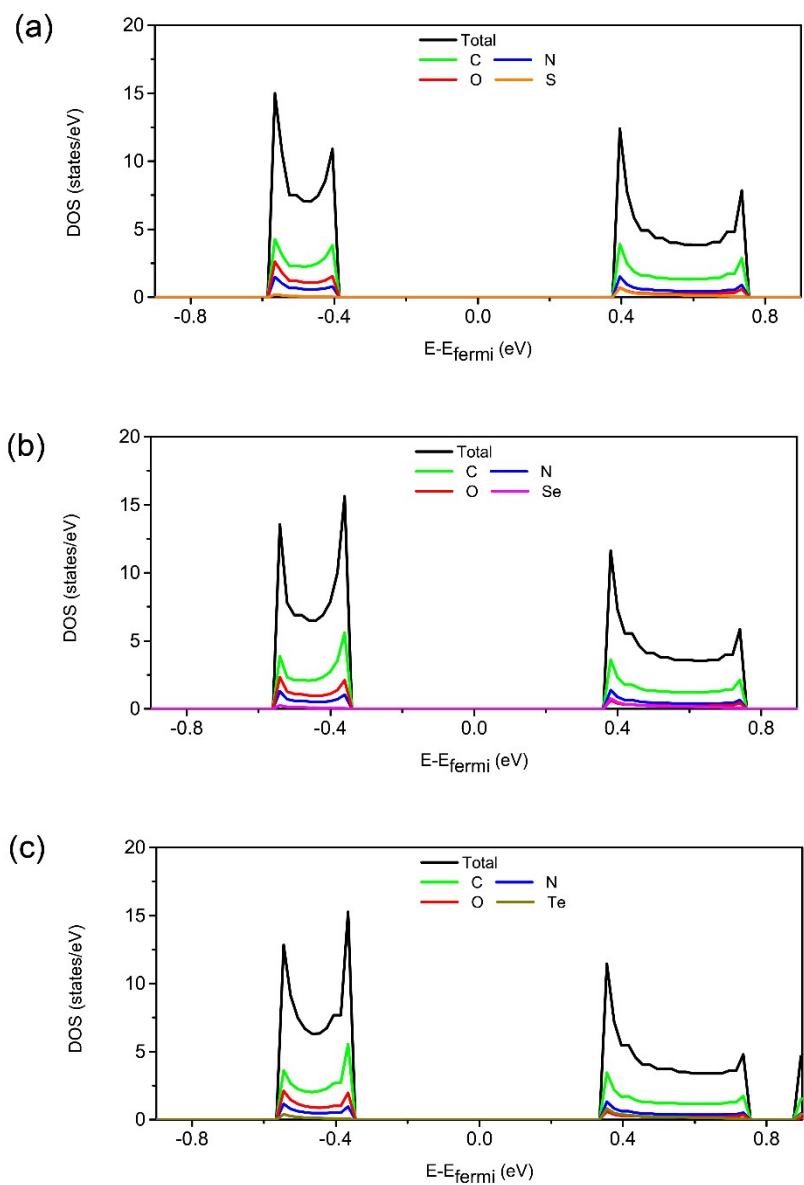 (a)
20
15
10
5
0
DOS (states/eV)
Total
C N
O S
-0.8 -0.4 0.0 0.4 0.8
E-Efermi (eV)
(b)
20
15
10
5
0
DOS (states/eV)
Total
C N
O Se
-0.8 -0.4 0.0 0.4 0.8
E-Efermi (eV)
(c)
20
15
10
5
0
DOS (states/eV)
Total
C N
O Te
-0.8 -0.4 0.0 0.4 0.8
E-Efermi (eV)